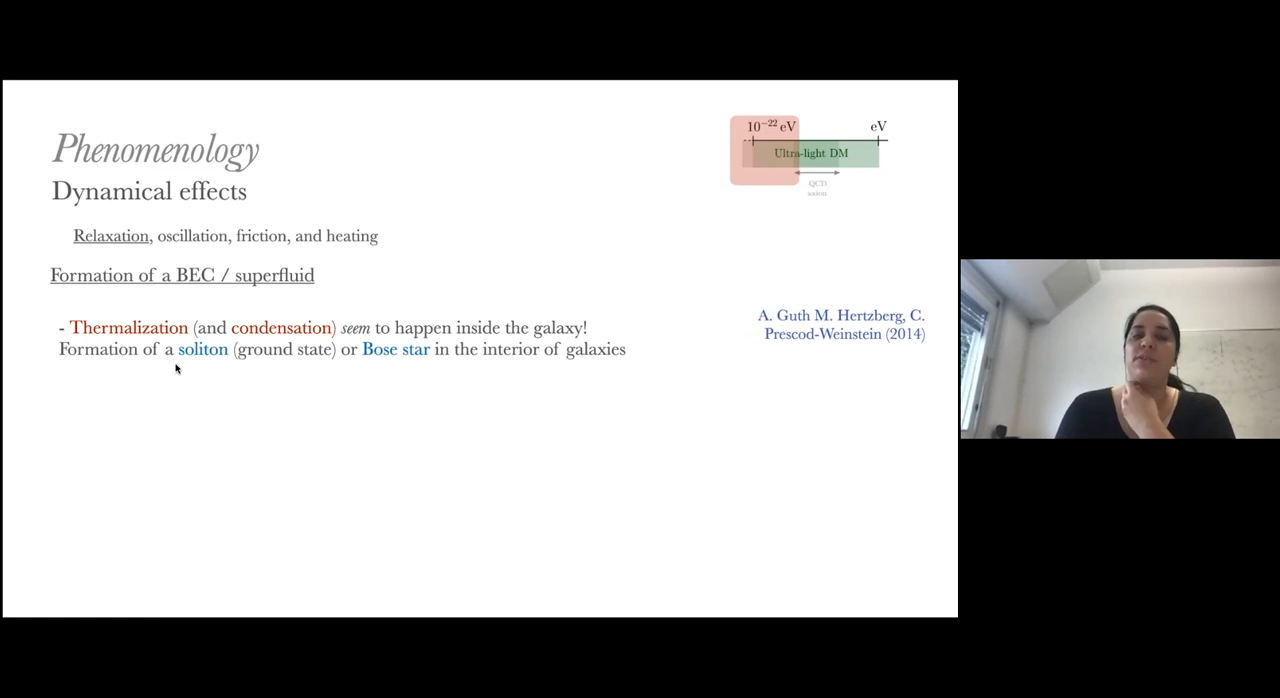 Phenomenology
Dynamical effects
10⁻²² eV
eV
Ultra-light DM
QCD
axion
Relaxation, oscillation, friction, and heating
Formation of a BEC / superfluid
- Thermalization (and condensation) seem to happen inside the galaxy!
Formation of a soliton (ground state) or Bose star in the interior of galaxies
A. Guth M. Hertzberg, C.
Prescod-Weinstein (2014)